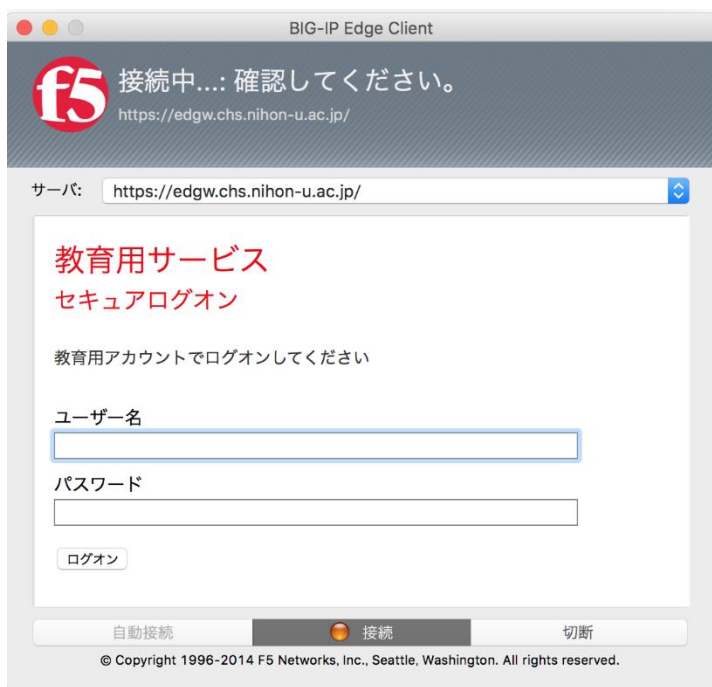 BIG-IP Edge Client
f5
接続中...: 確認してください。
https://edgw.chs.nihon-u.ac.jp/
サーバ: https://edgw.chs.nihon-u.ac.jp/
教育用サービス
セキュアログオン
教育用アカウントでログオンしてください
ユーザー名
パスワード
ログオン
自動接続 接続 切断
© Copyright 1996-2014 F5 Networks, Inc., Seattle, Washington. All rights reserved.